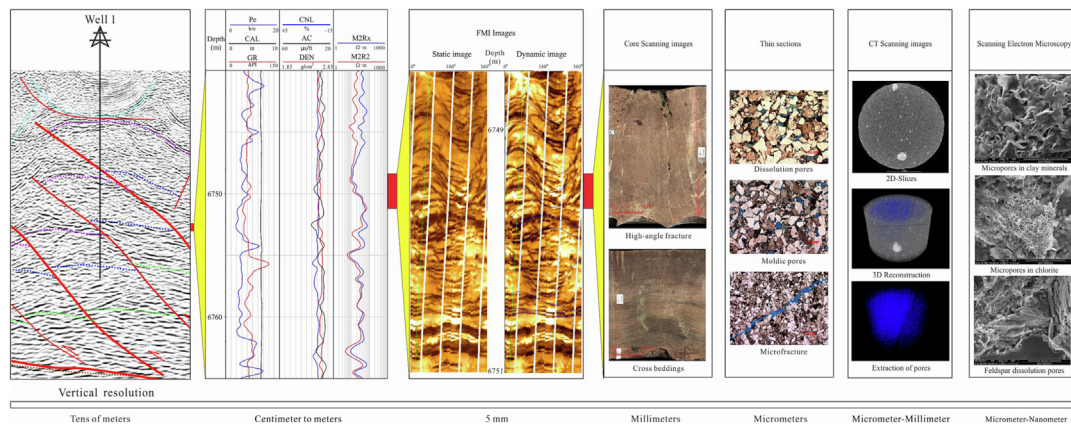 Well 1
Depth
(m)
Pe
0 b/e 20
CAL
0 in 10
GR
0 API 150
CNL
45 % -15
AC
60 μs/ft 20
DEN
1.85 g/cm³ 2.85
M2Rx
1 Ω·m 1000
M2R2
1 Ω·m 1000
6750
6760
FMI Images
Static image
Depth
(m)
Dynamic image
0° 180° 360°
0° 180° 360°
6749
6751
Core Scanning images
High-angle fracture
Cross beddings
Thin sections
Dissolution pores
Moldic pores
Microfracture
CT Scanning images
2D-Slices
3D Reconstruction
Extraction of pores
Scanning Electron Microscopy
Micropores in clay minerals
Micropores in chlorite
Feldspar dissolution pores
Vertical resolution
Tens of meters
Centimeter to meters
5 mm
Millimeters
Micrometers
Micrometer-Millimeter
Micrometer-Nanometer